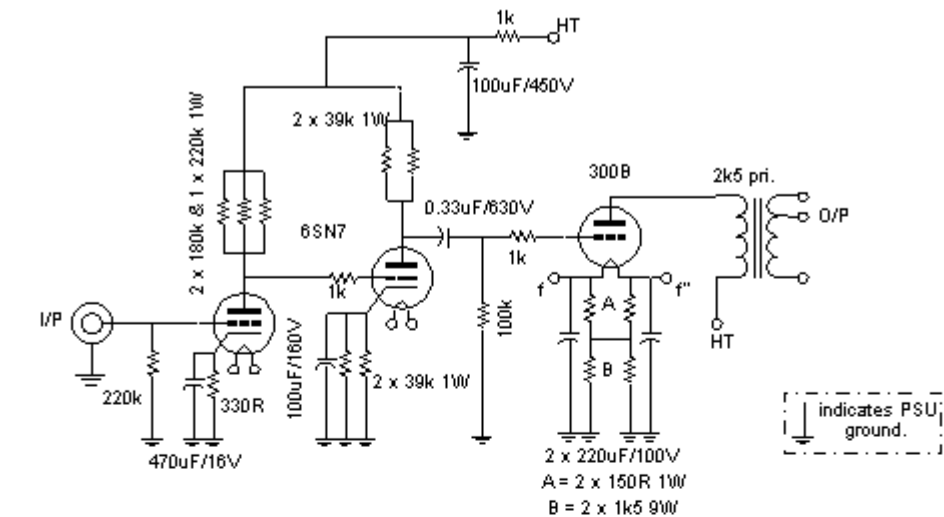 1k
HT
100uF/450V
2 x 39k 1W
2 x 180k & 1 x 220k 1W
300B
2k5 pri.
0.33uF/630V
O/P
6SN7
1k
1k
f
f"
A
I/P
100k
HT
100uF/160V
B
220k
330R
2 x 39k 1W
indicates PSU
ground.
470uF/16V
2 x 220uF/100V
A = 2 x 150R 1W
B = 2 x 1k5 9W